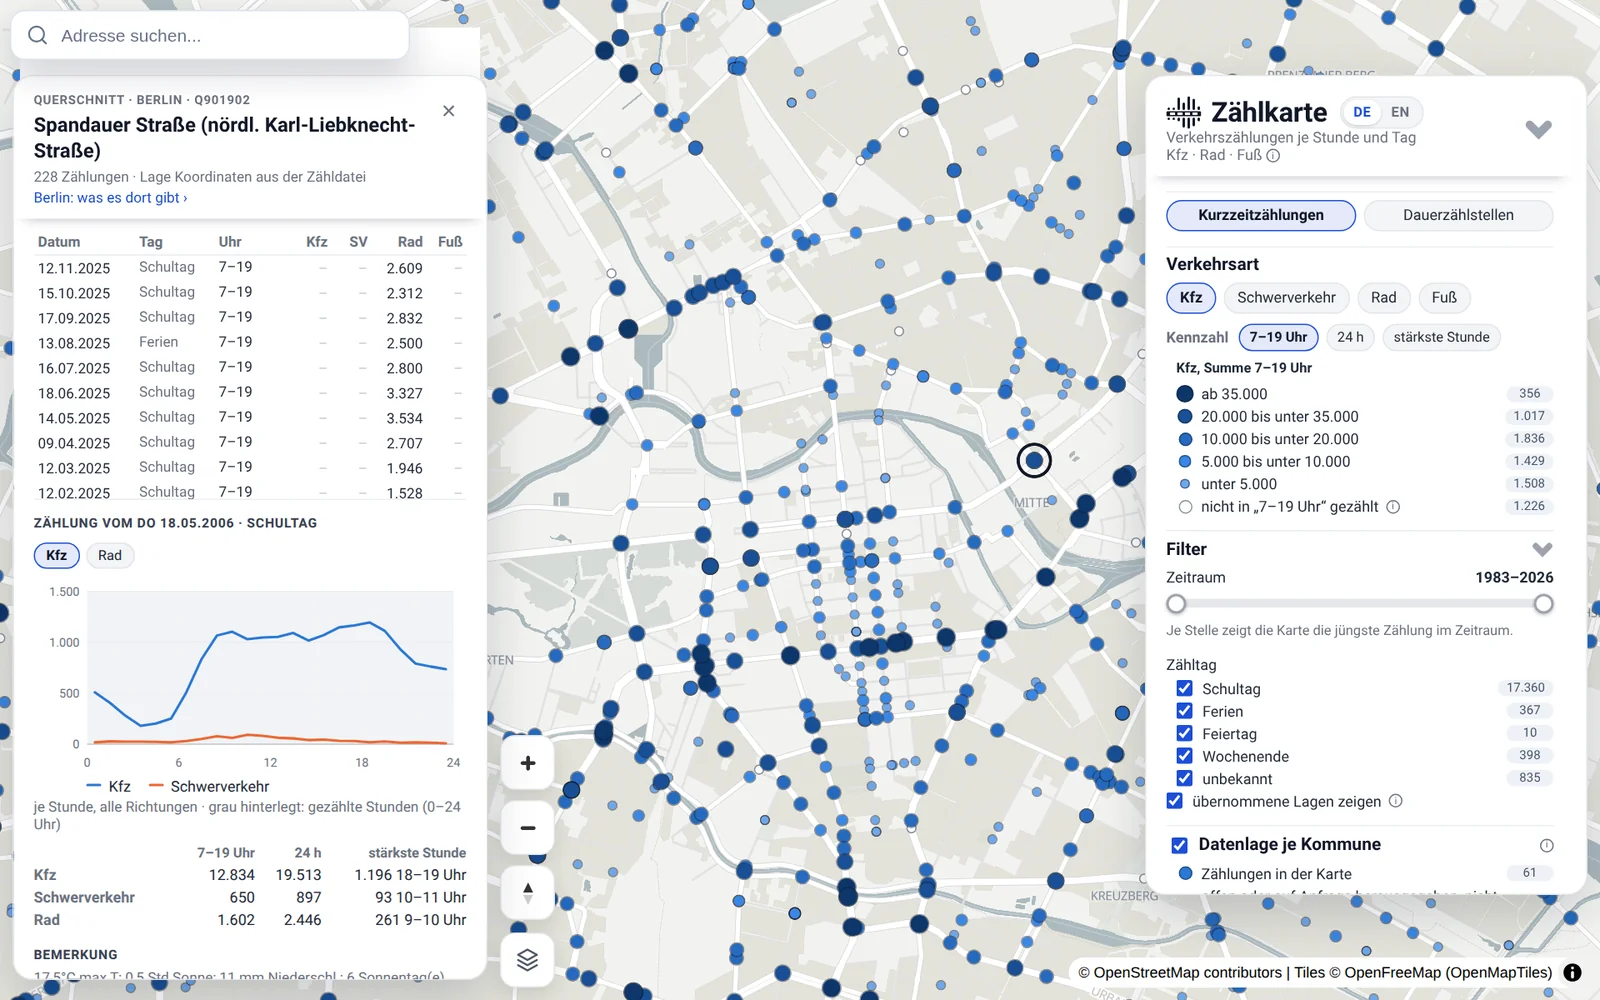 Adresse suchen...
QUERSCHNITT · BERLIN · Q901902
Spandauer Straße (nördl. Karl-Liebknecht-
Straße)
228 Zählungen · Lage Koordinaten aus der Zähldatei
Berlin: was es dort gibt ›
Datum Tag Uhr Kfz SV Rad Fuß
12.11.2025 Schultag 7–19 – – 2.609 –
15.10.2025 Schultag 7–19 – – 2.312 –
17.09.2025 Schultag 7–19 – – 2.832 –
13.08.2025 Ferien 7–19 – – 2.500 –
16.07.2025 Schultag 7–19 – – 2.800 –
18.06.2025 Schultag 7–19 – – 3.327 –
14.05.2025 Schultag 7–19 – – 3.534 –
09.04.2025 Schultag 7–19 – – 2.707 –
12.03.2025 Schultag 7–19 – – 1.946 –
12.02.2025 Schultag 7–19 – – 1.528 –
ZÄHLUNG VOM DO 18.05.2006 · SCHULTAG
Kfz Rad
1.500
1.000
500
0
0 6 12 18 24
Kfz Schwerverkehr
je Stunde, alle Richtungen · grau hinterlegt: gezählte Stunden (0–24
Uhr)
7–19 Uhr 24 h stärkste Stunde
Kfz 12.834 19.513 1.196 18–19 Uhr
Schwerverkehr 650 897 93 10–11 Uhr
Rad 1.602 2.446 261 9–10 Uhr
BEMERKUNG
17,5°C max T; 0,5 Std Sonne; 11 mm Niederschl.; 6 Sonnentag(e)
MITTE
KREUZBERG
RTEN
Zählkarte DE EN
Verkehrszählungen je Stunde und Tag
Kfz · Rad · Fuß
Kurzzeitzählungen Dauerzählstellen
Verkehrsart
Kfz Schwerverkehr Rad Fuß
Kennzahl 7–19 Uhr 24 h stärkste Stunde
Kfz, Summe 7–19 Uhr
ab 35.000 356
20.000 bis unter 35.000 1.017
10.000 bis unter 20.000 1.836
5.000 bis unter 10.000 1.429
unter 5.000 1.508
nicht in „7–19 Uhr“ gezählt 1.226
Filter
Zeitraum 1983–2026
Je Stelle zeigt die Karte die jüngste Zählung im Zeitraum.
Zähltag
Schultag 17.360
Ferien 367
Feiertag 10
Wochenende 398
unbekannt 835
übernommene Lagen zeigen
Datenlage je Kommune
Zählungen in der Karte 61
© OpenStreetMap contributors | Tiles © OpenFreeMap (OpenMapTiles)